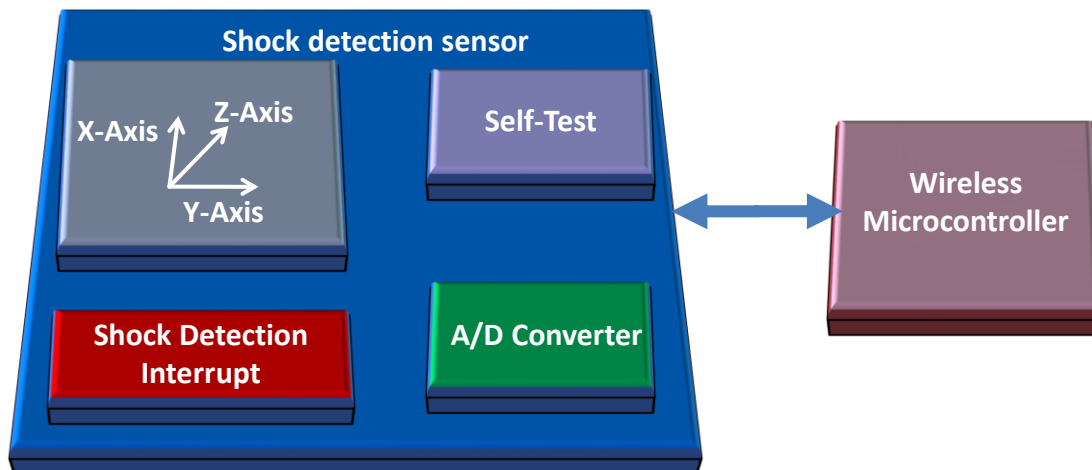 Shock detection sensor
X-Axis
Z-Axis
Y-Axis
Self-Test
Shock Detection
Interrupt
A/D Converter
Wireless
Microcontroller